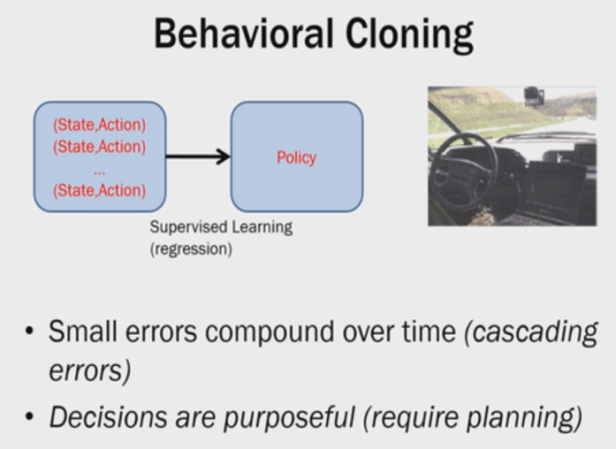 Behavioral Cloning
(State,Action)
(State,Action)
...
(State,Action)
Policy
Supervised Learning
(regression)
• Small errors compound over time (cascading
errors)
• Decisions are purposeful (require planning)